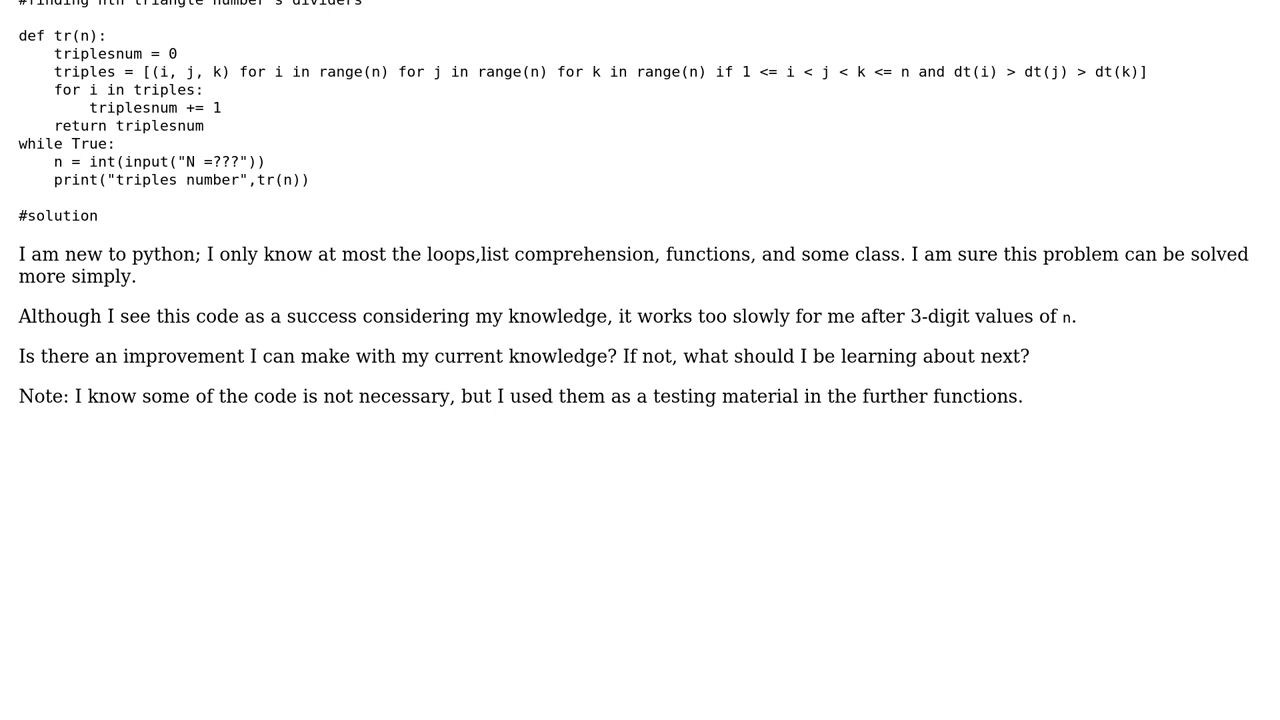 #finding nth triangle number's dividers
def tr(n):
    triplesnum = 0
    triples = [(i, j, k) for i in range(n) for j in range(n) for k in range(n) if 1 <= i < j < k <= n and dt(i) > dt(j) > dt(k)]
    for i in triples:
        triplesnum += 1
    return triplesnum
while True:
    n = int(input("N =???"))
    print("triples number",tr(n))
#solution
I am new to python; I only know at most the loops,list comprehension, functions, and some class. I am sure this problem can be solved
more simply.
Although I see this code as a success considering my knowledge, it works too slowly for me after 3-digit values of n.
Is there an improvement I can make with my current knowledge? If not, what should I be learning about next?
Note: I know some of the code is not necessary, but I used them as a testing material in the further functions.